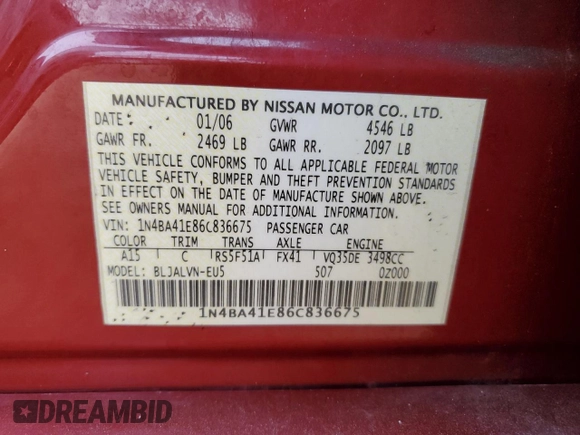 MANUFACTURED BY NISSAN MOTOR CO., LTD.
DATE: 01/06 GVWR 4546 LB
GAWR FR. 2469 LB GAWR RR. 2097 LB
THIS VEHICLE CONFORMS TO ALL APPLICABLE FEDERAL MOTOR
VEHICLE SAFETY, BUMPER AND THEFT PREVENTION STANDARDS
IN EFFECT ON THE DATE OF MANUFACTURE SHOWN ABOVE.
SEE OWNERS MANUAL FOR ADDITIONAL INFORMATION.
VIN: 1N4BA41E86C836675 PASSENGER CAR
COLOR TRIM TRANS AXLE ENGINE
A15 C RS5F51A FX41 VQ35DE 3498CC
MODEL: BLJALVN-EU5 507 0Z000
1N4BA41E86C836675
DREAMBID